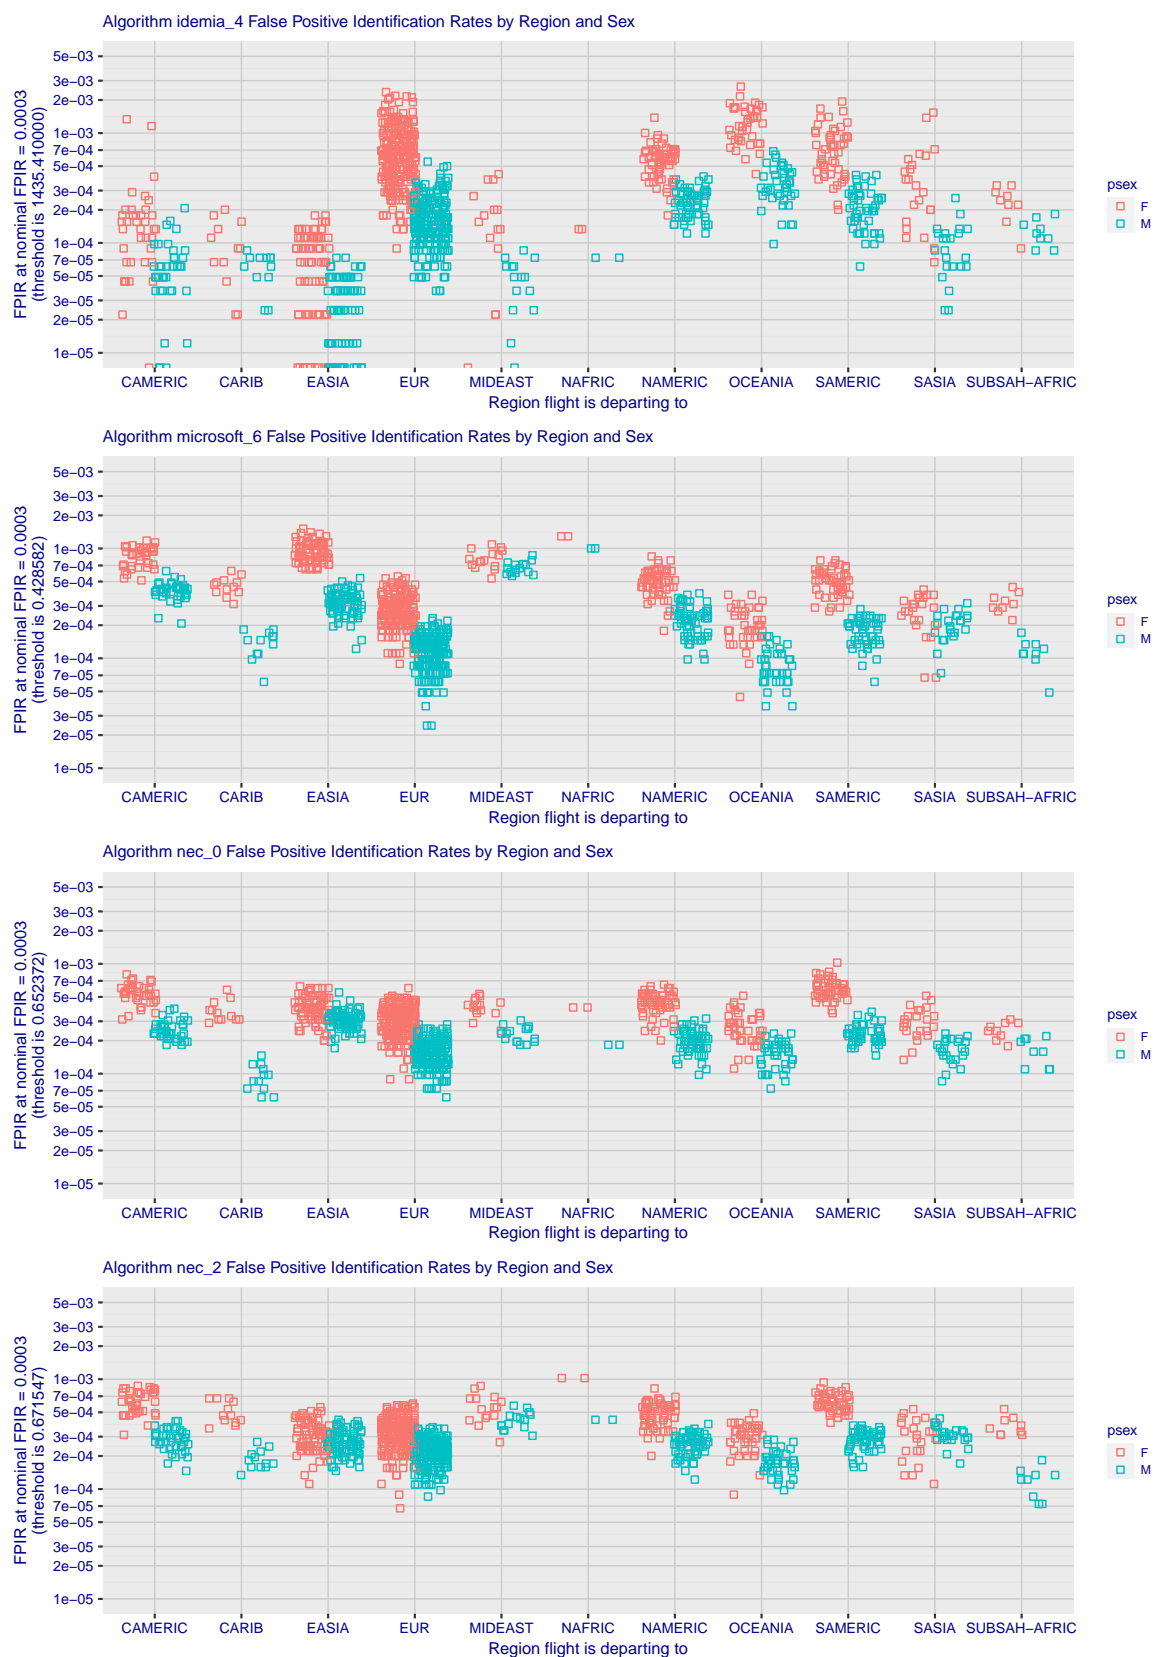 Algorithm idemia_4 False Positive Identification Rates by Region and Sex
FPIR at nominal FPIR = 0.0003
(threshold is 1435.410000)
5e−03
3e−03
2e−03
1e−03
7e−04
5e−04
3e−04
2e−04
1e−04
7e−05
5e−05
3e−05
2e−05
1e−05
CAMERIC CARIB EASIA EUR MIDEAST NAFRIC NAMERIC OCEANIA SAMERIC SASIA SUBSAH−AFRIC
Region flight is departing to
psex
F
M
Algorithm microsoft_6 False Positive Identification Rates by Region and Sex
FPIR at nominal FPIR = 0.0003
(threshold is 0.428582)
5e−03
3e−03
2e−03
1e−03
7e−04
5e−04
3e−04
2e−04
1e−04
7e−05
5e−05
3e−05
2e−05
1e−05
CAMERIC CARIB EASIA EUR MIDEAST NAFRIC NAMERIC OCEANIA SAMERIC SASIA SUBSAH−AFRIC
Region flight is departing to
psex
F
M
Algorithm nec_0 False Positive Identification Rates by Region and Sex
FPIR at nominal FPIR = 0.0003
(threshold is 0.652372)
5e−03
3e−03
2e−03
1e−03
7e−04
5e−04
3e−04
2e−04
1e−04
7e−05
5e−05
3e−05
2e−05
1e−05
CAMERIC CARIB EASIA EUR MIDEAST NAFRIC NAMERIC OCEANIA SAMERIC SASIA SUBSAH−AFRIC
Region flight is departing to
psex
F
M
Algorithm nec_2 False Positive Identification Rates by Region and Sex
FPIR at nominal FPIR = 0.0003
(threshold is 0.671547)
5e−03
3e−03
2e−03
1e−03
7e−04
5e−04
3e−04
2e−04
1e−04
7e−05
5e−05
3e−05
2e−05
1e−05
CAMERIC CARIB EASIA EUR MIDEAST NAFRIC NAMERIC OCEANIA SAMERIC SASIA SUBSAH−AFRIC
Region flight is departing to
psex
F
M